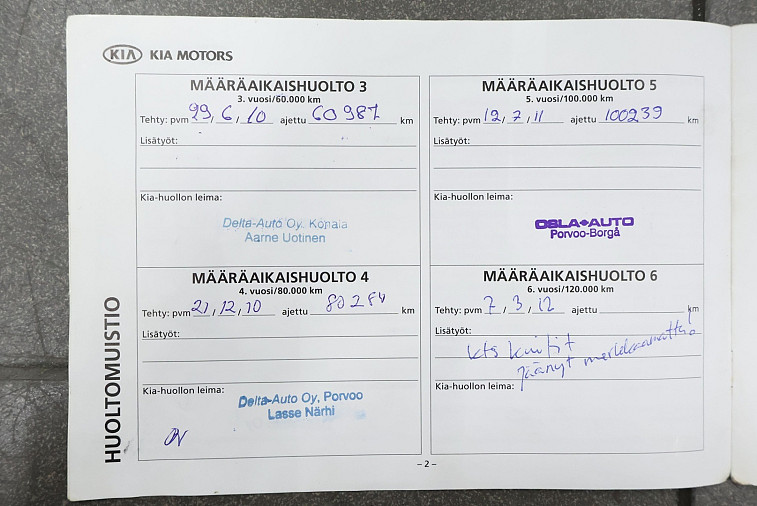 KIA KIA MOTORS
HUOLTOMUISTIO
MÄÄRÄAIKAISHUOLTO 3
3. vuosi/60.000 km
Tehty: pvm 29, 6, 10 ajettu 60987 km
Lisätyöt:
Kia-huollon leima:
Delta-Auto Oy, Konala
Aarne Uotinen
MÄÄRÄAIKAISHUOLTO 4
4. vuosi/80.000 km
Tehty: pvm 21, 12, 10 ajettu 80284 km
Lisätyöt:
Kia-huollon leima:
Delta-Auto Oy, Porvoo
Lasse Närhi
MÄÄRÄAIKAISHUOLTO 5
5. vuosi/100.000 km
Tehty: pvm 12, 7, 11 ajettu 100239 km
Lisätyöt:
Kia-huollon leima:
OSLA AUTO
Porvoo-Borgå
MÄÄRÄAIKAISHUOLTO 6
6. vuosi/120.000 km
Tehty: pvm 7, 3, 12 ajettu km
Lisätyöt:
kts kuitit
jäänyt merkkaamatta!
Kia-huollon leima:
– 2 –